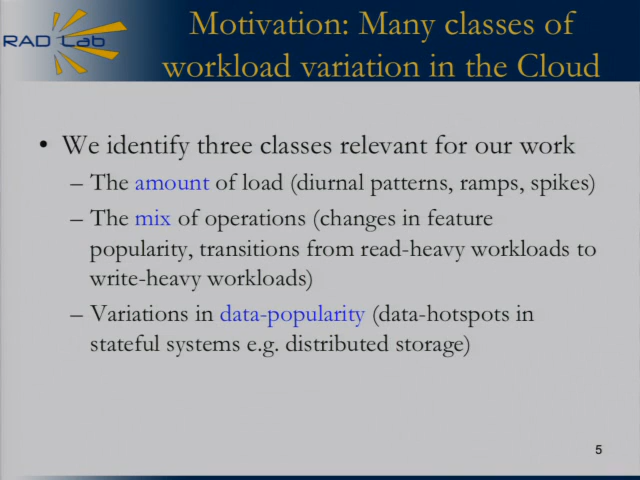 RAD Lab
Motivation: Many classes of
workload variation in the Cloud
• We identify three classes relevant for our work
– The amount of load (diurnal patterns, ramps, spikes)
– The mix of operations (changes in feature
popularity, transitions from read-heavy workloads to
write-heavy workloads)
– Variations in data-popularity (data-hotspots in
stateful systems e.g. distributed storage)
5